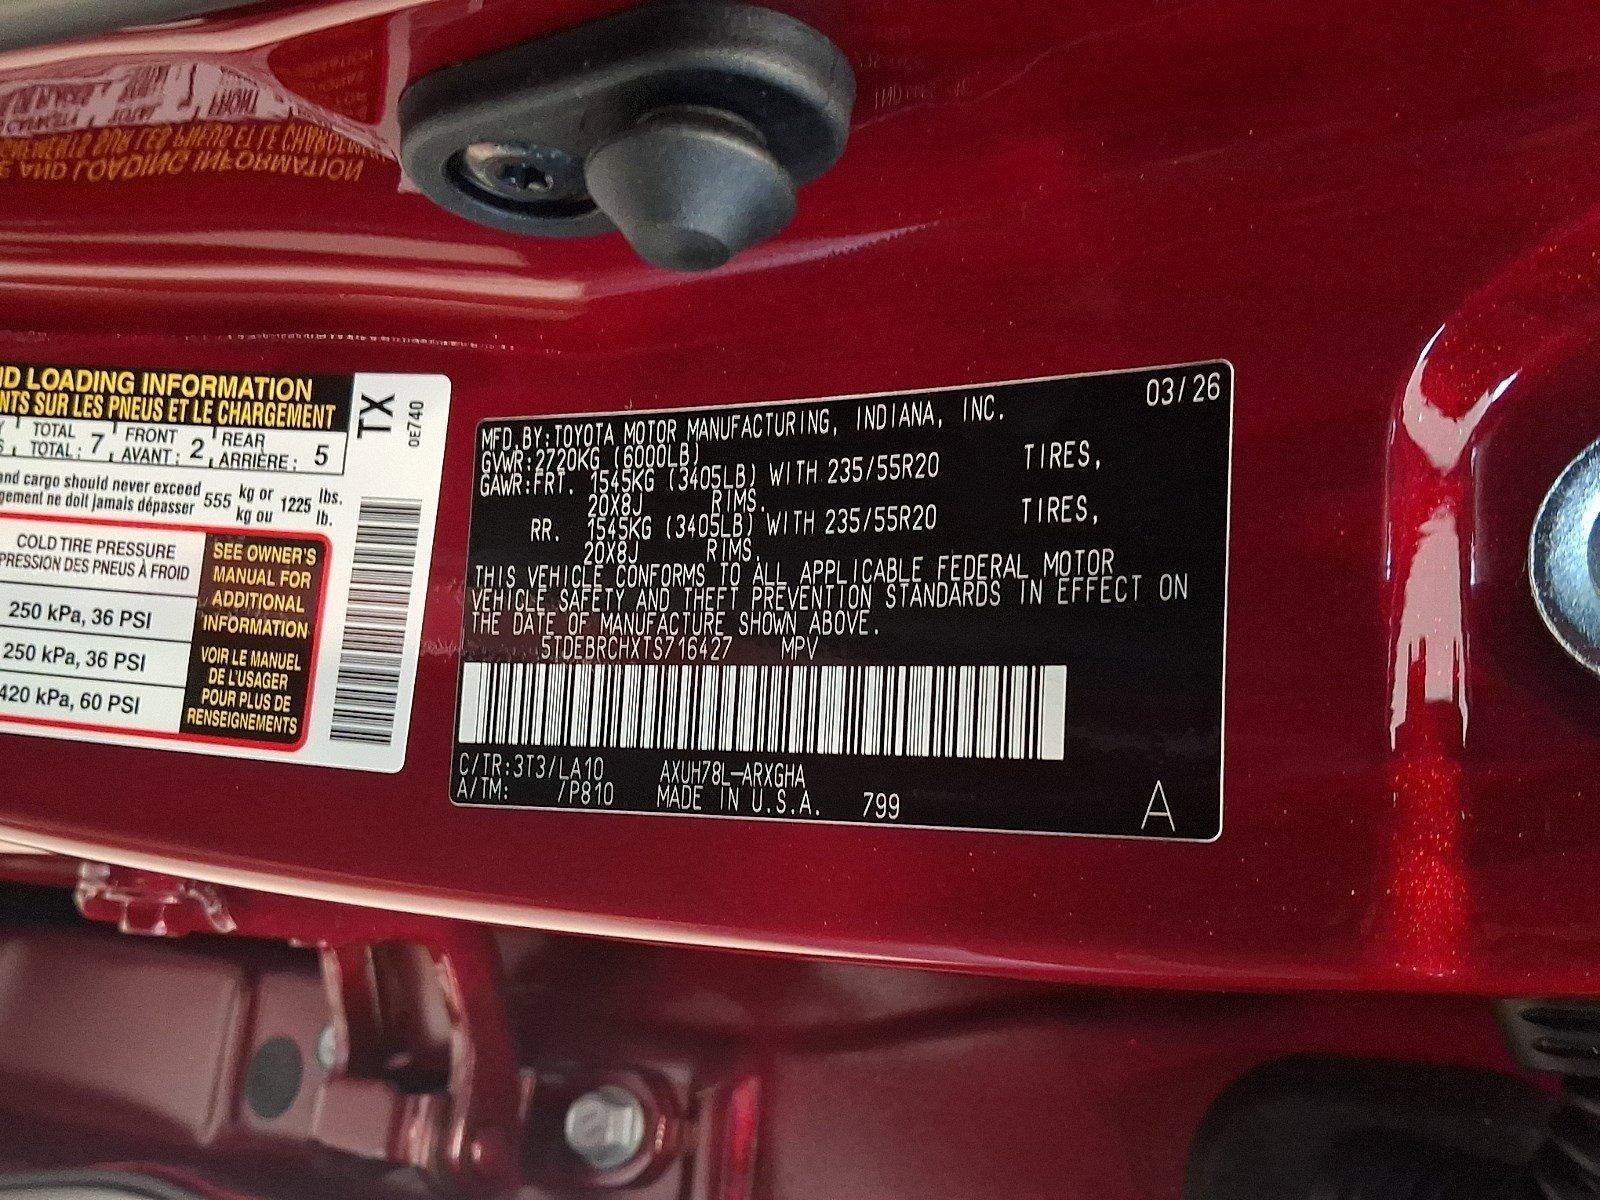 AND LOADING INFORMATION
ND LOADING INFORMATION
NTS SUR LES PNEUS ET LE CHARGEMENT
TOTAL TOTAL : 7 FRONT AVANT : 2 REAR ARRIÈRE : 5
and cargo should never exceed 555 kg or 1225 lbs.
gement ne doit jamais dépasser kg ou lb.
COLD TIRE PRESSURE
PRESSION DES PNEUS À FROID
250 kPa, 36 PSI
250 kPa, 36 PSI
420 kPa, 60 PSI
SEE OWNER'S
MANUAL FOR
ADDITIONAL
INFORMATION
VOIR LE MANUEL
DE L'USAGER
POUR PLUS DE
RENSEIGNEMENTS
TX
0E740
03/26
MFD. BY: TOYOTA MOTOR MANUFACTURING, INDIANA, INC.
GVWR: 2720KG (6000LB)
GAWR: FRT. 1545KG (3405LB) WITH 235/55R20 TIRES,
20X8J RIMS.
RR. 1545KG (3405LB) WITH 235/55R20 TIRES,
20X8J RIMS.
THIS VEHICLE CONFORMS TO ALL APPLICABLE FEDERAL MOTOR
VEHICLE SAFETY AND THEFT PREVENTION STANDARDS IN EFFECT ON
THE DATE OF MANUFACTURE SHOWN ABOVE.
5TDEBRCHXTS716427 MPV
C/TR: 3T3/LA10 AXUH78L-ARXGHA
A/TM: /P810 MADE IN U.S.A. 799
A